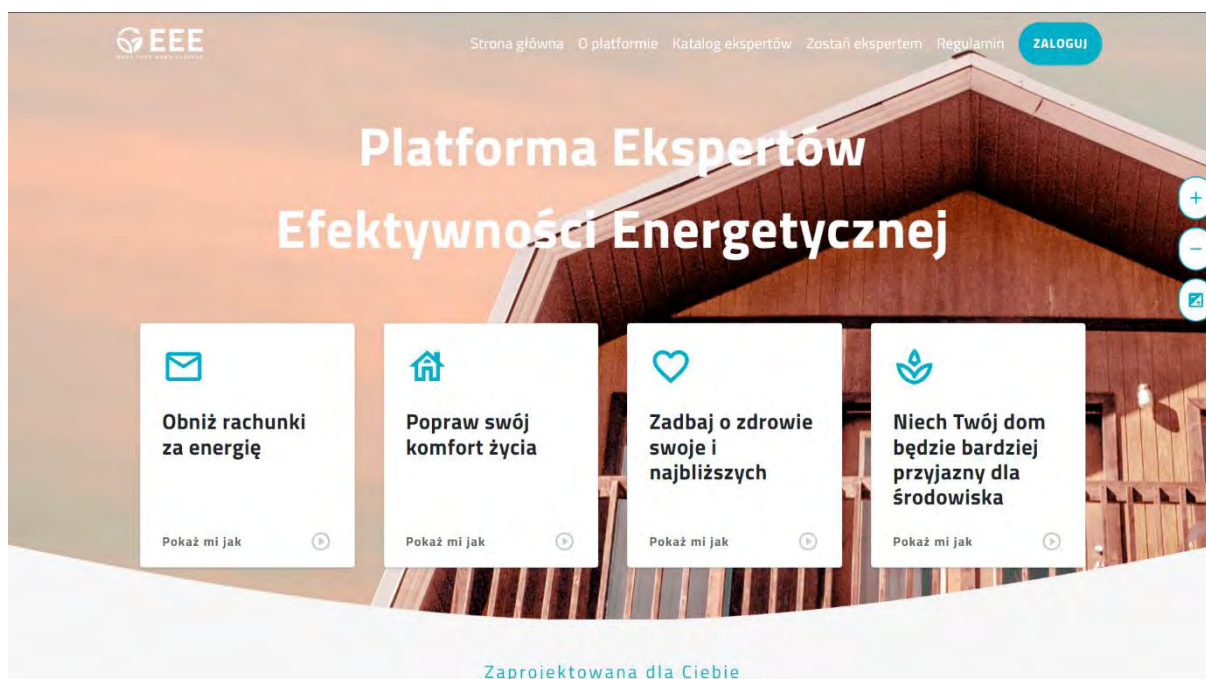 EEE
Strona główna O platformie Katalog ekspertów Zostań ekspertem Regulamin ZALOGUJ
Platforma Ekspertów
Efektywności Energetycznej
Obniż rachunki
za energię
Pokaż mi jak
Popraw swój
komfort życia
Pokaż mi jak
Zadbaj o zdrowie
swoje i
najbliższych
Pokaż mi jak
Niech Twój dom
będzie bardziej
przyjazny dla
środowiska
Pokaż mi jak
Zaprojektowana dla Ciebie